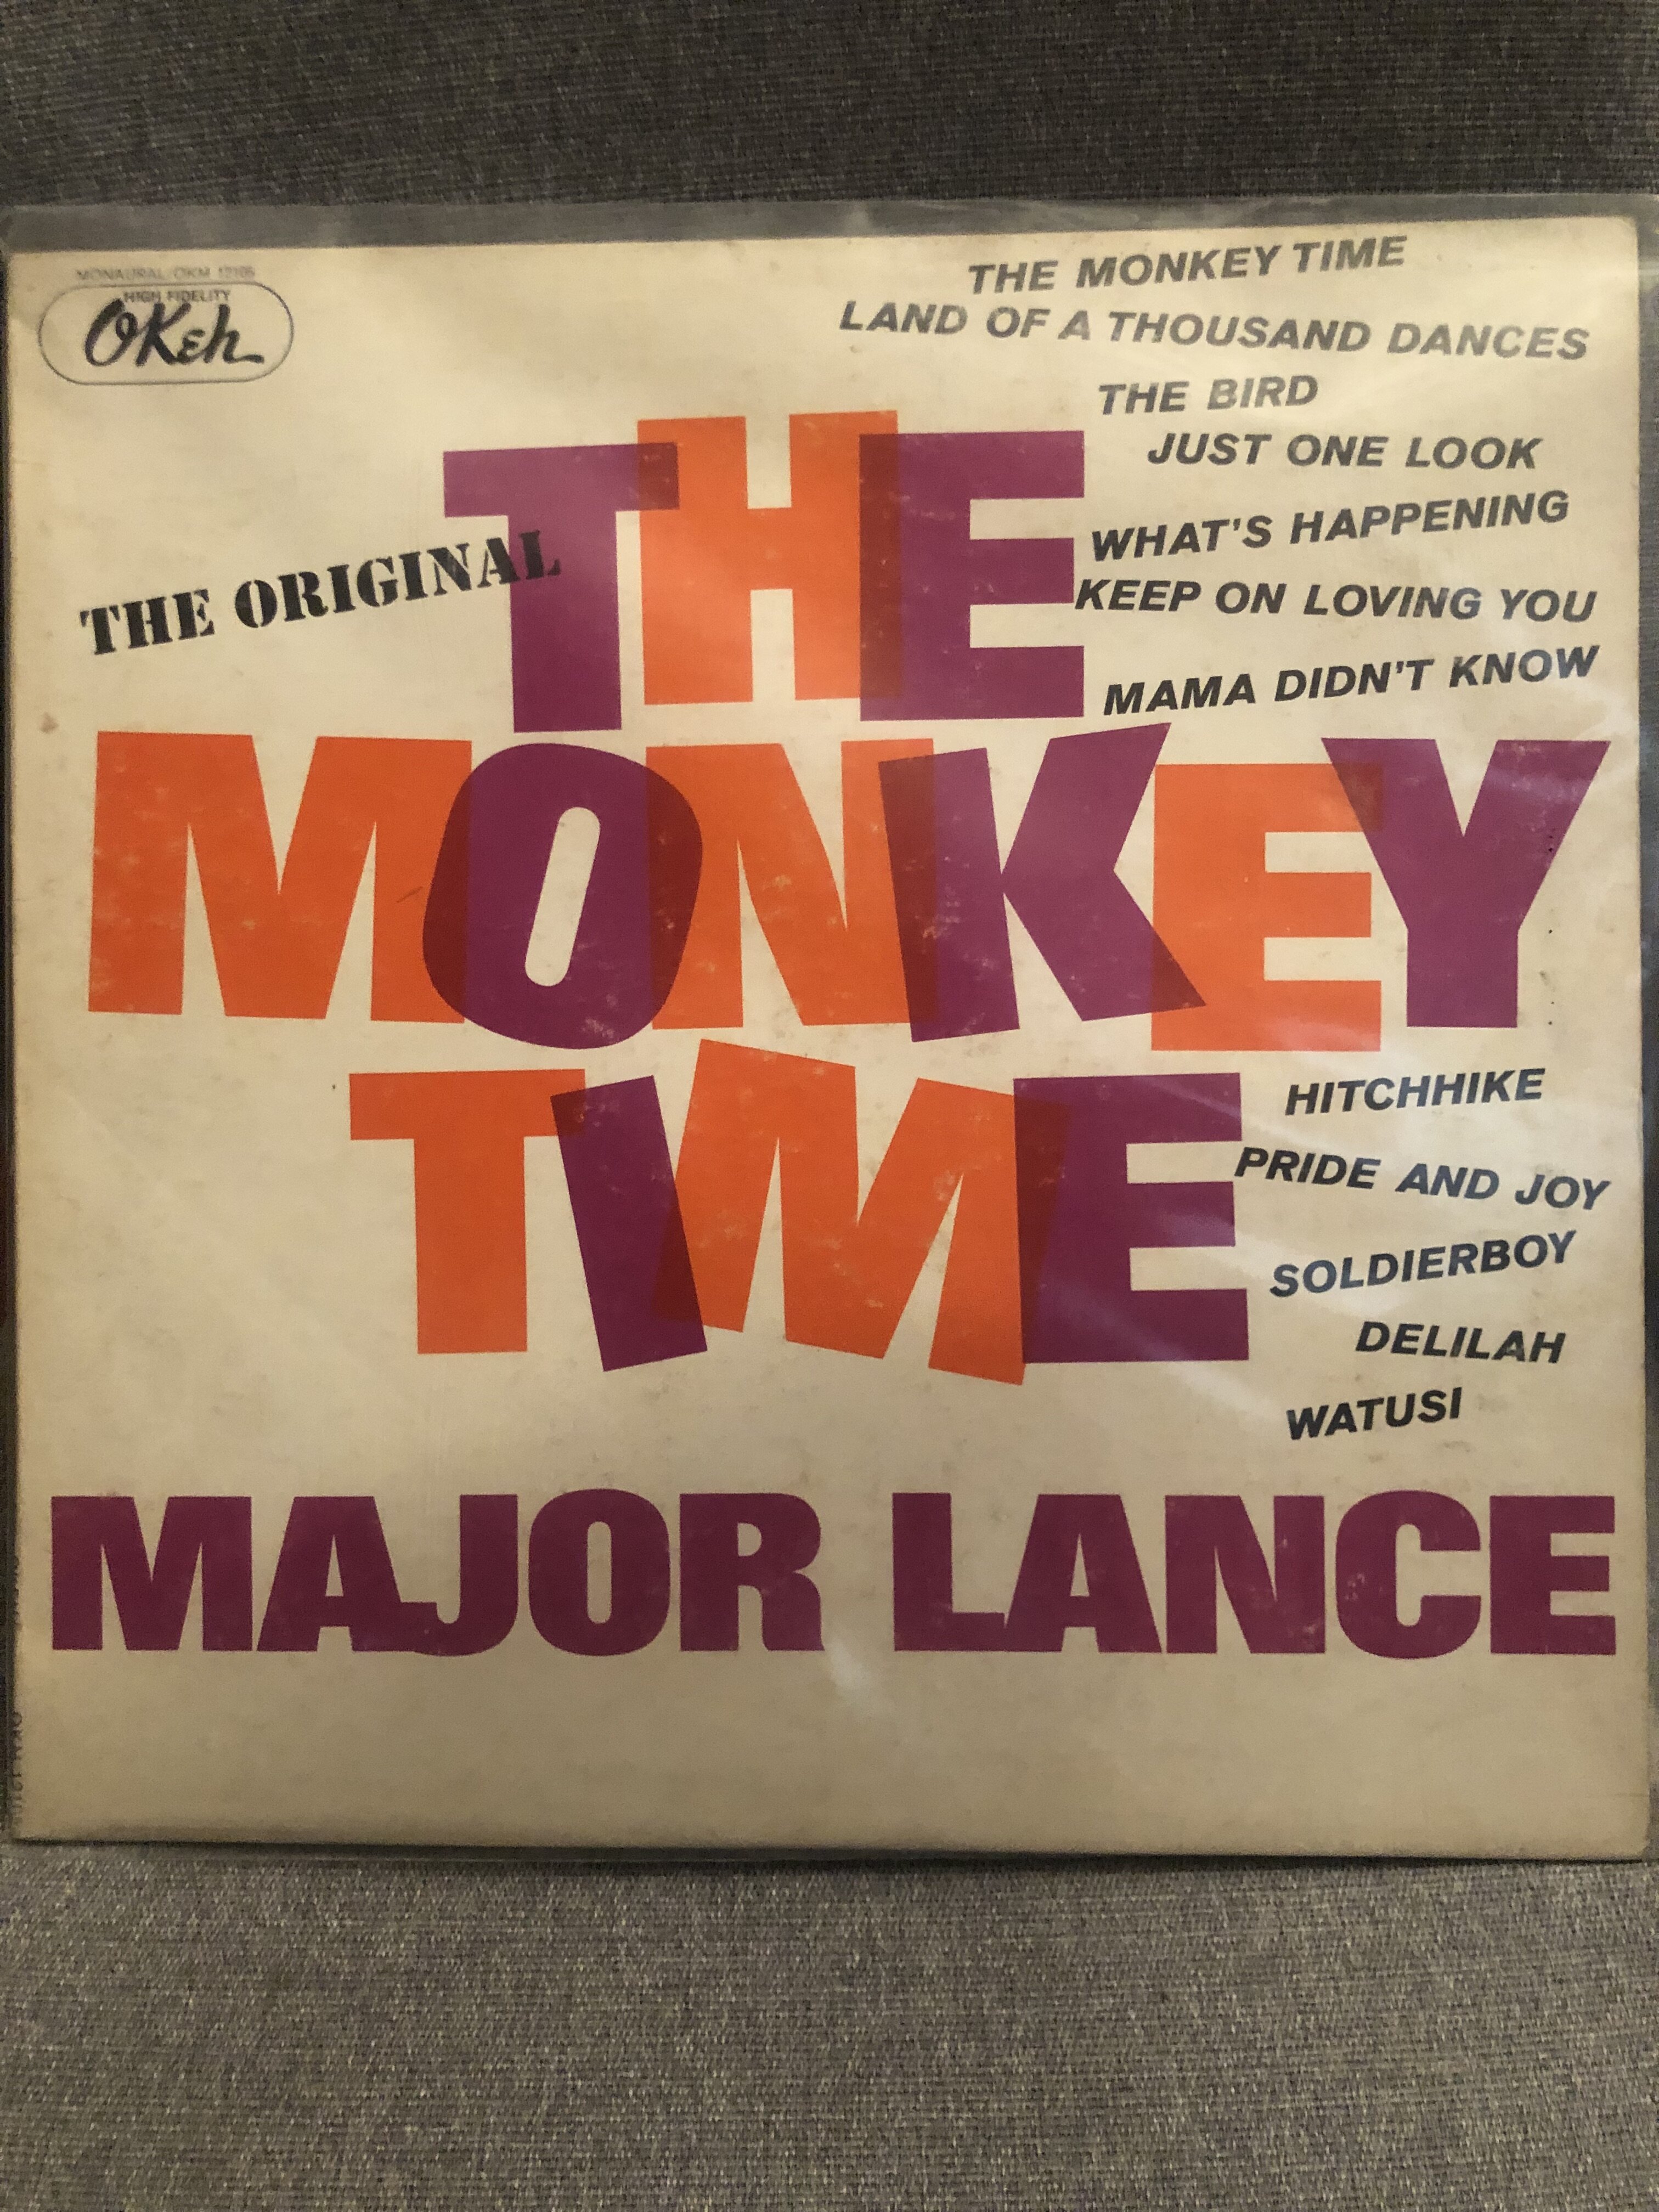 MONAURAL/OKM 12105
HIGH FIDELITY
OKeh
THE MONKEY TIME
LAND OF A THOUSAND DANCES
THE BIRD
JUST ONE LOOK
WHAT'S HAPPENING
KEEP ON LOVING YOU
MAMA DIDN'T KNOW
THE ORIGINAL
THE
MONKEY
TIME
HITCHHIKE
PRIDE AND JOY
SOLDIERBOY
DELILAH
WATUSI
MAJOR LANCE